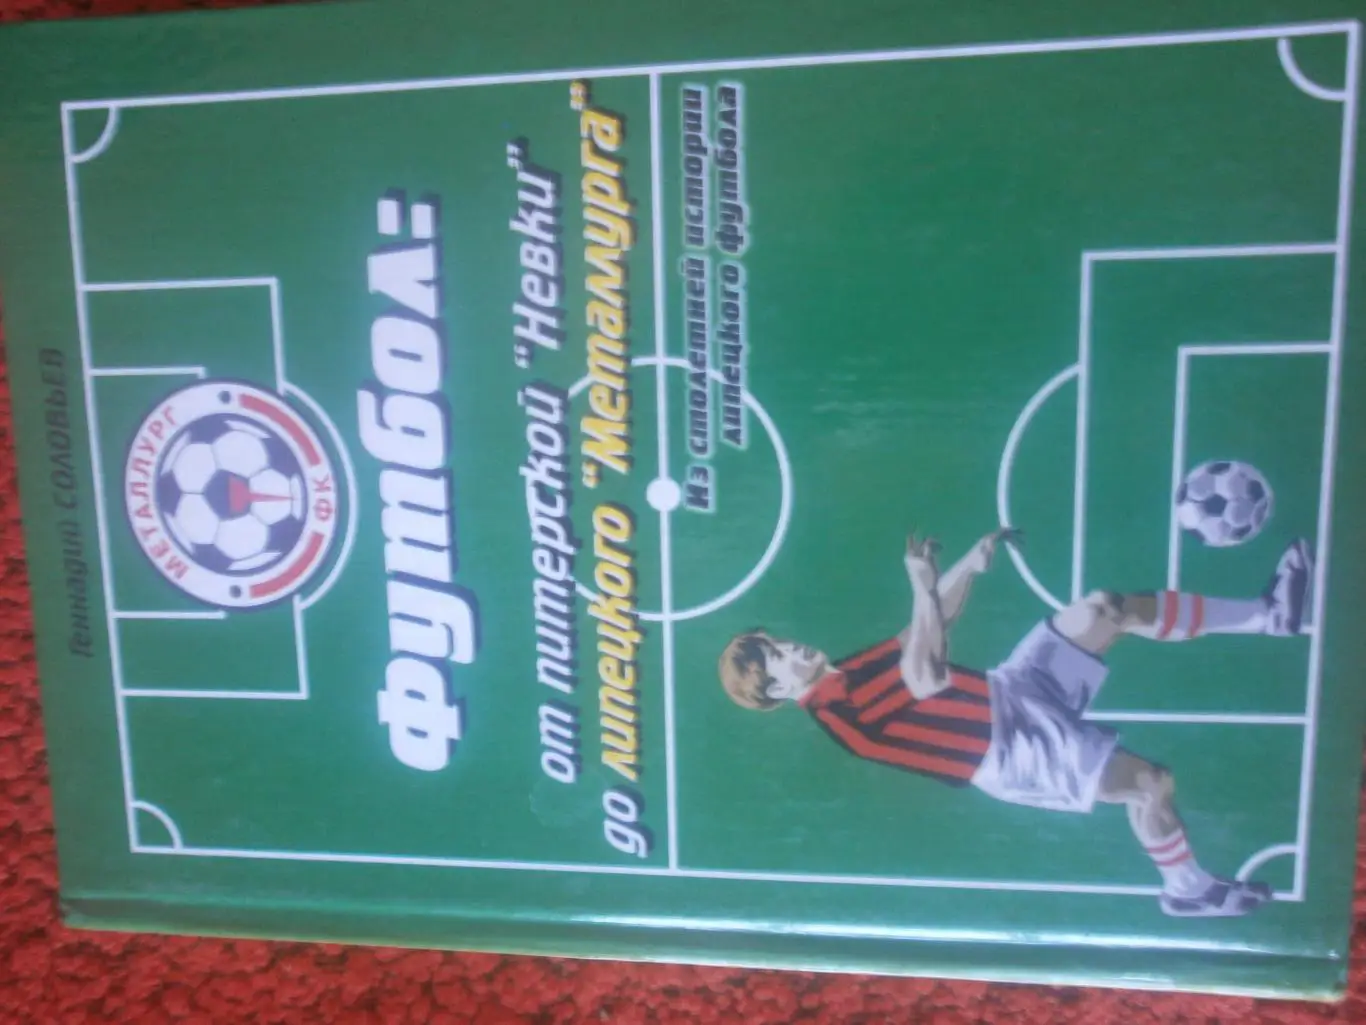 Геннадий СОЛОВЬЕВ
МЕТАЛЛУРГ
ФК
Футбол:
от питерской "Невки"
до липецкого "Металлурга"
Из столетней истории
липецкого футбола